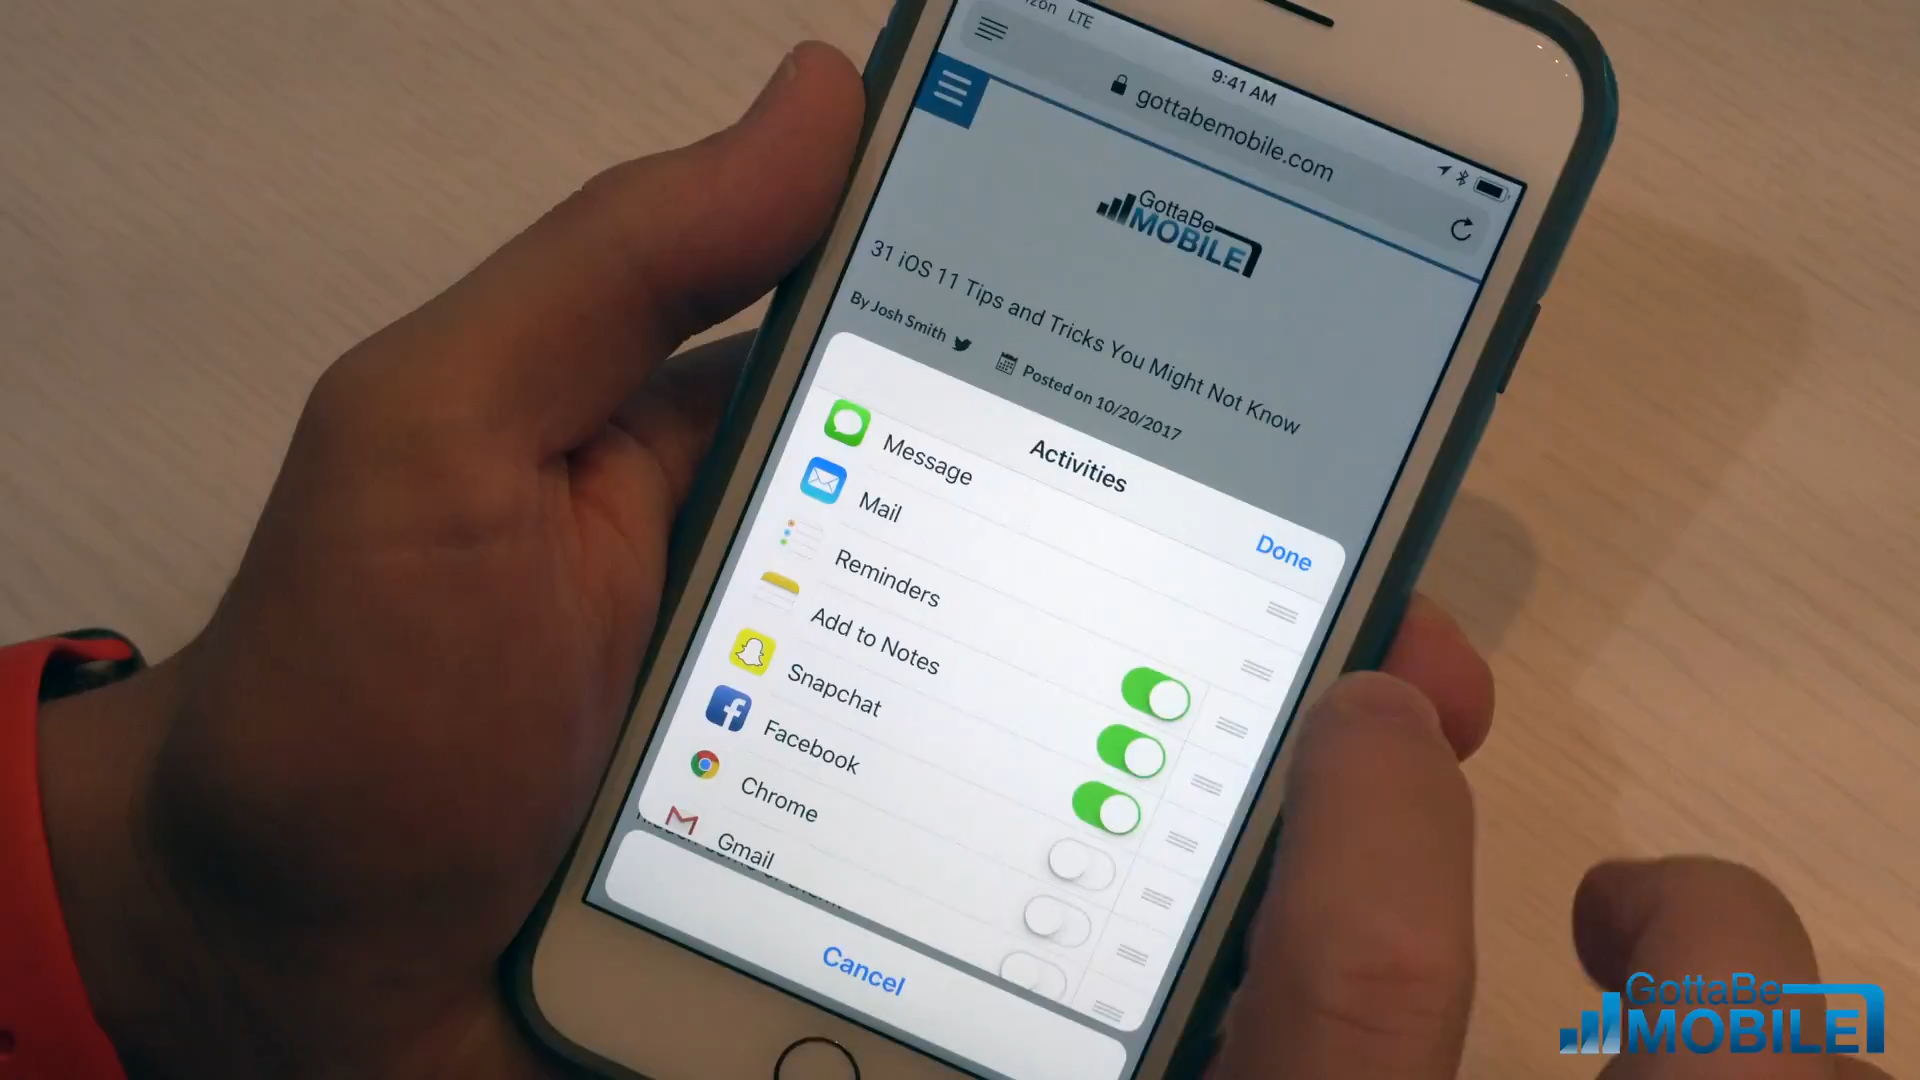 LTE
9:41 AM
gottabemobile.com
GottaBe
MOBILE
31 iOS 11 Tips and Tricks You Might Not Know
By Josh Smith
Posted on 10/20/2017
Activities
Done
Message
Mail
Reminders
Add to Notes
Snapchat
Facebook
Chrome
Gmail
Cancel
GottaBe
MOBILE